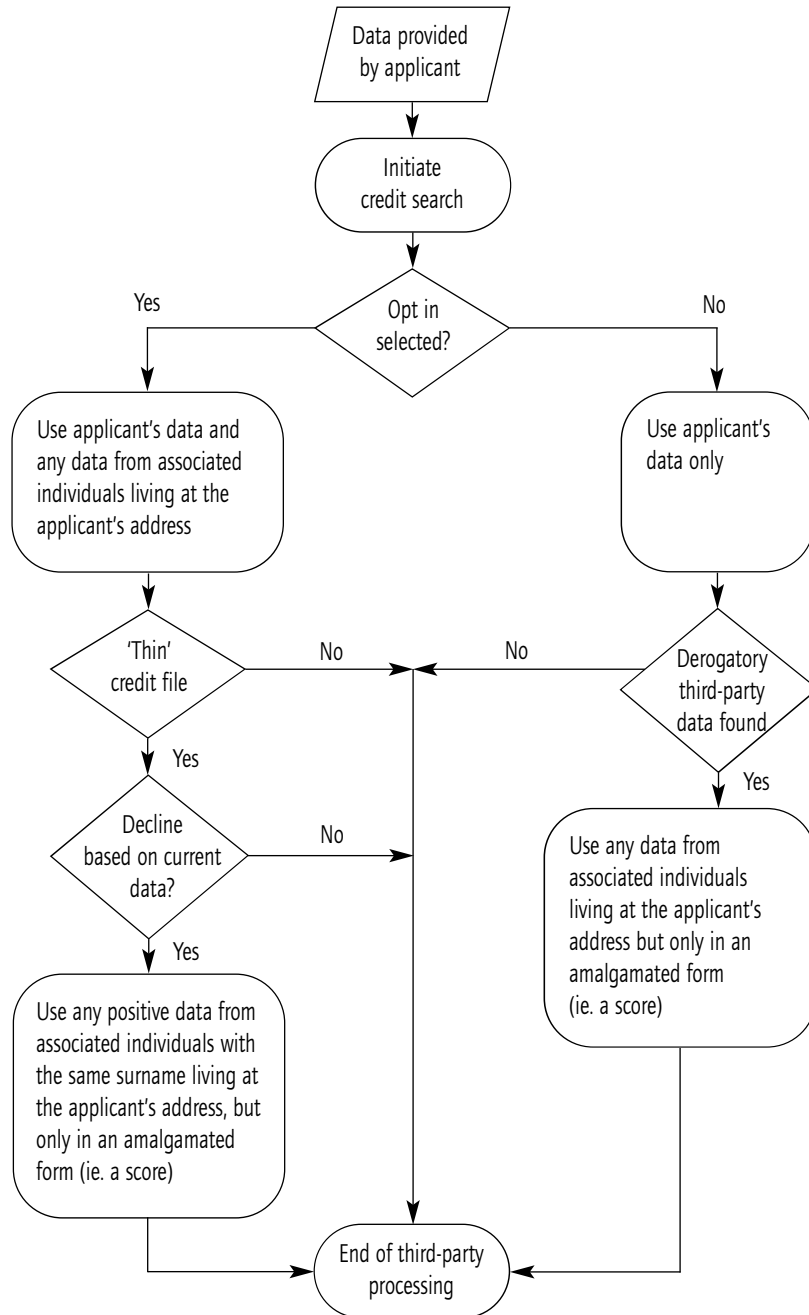 Data provided
by applicant
Initiate
credit search
Opt in
selected?
Yes
No
Use applicant's data and
any data from associated
individuals living at the
applicant's address
Use applicant's
data only
'Thin'
credit file
No
No
Derogatory
third-party
data found
Yes
Yes
Decline
based on current
data?
No
Use any data from
associated individuals
living at the applicant's
address but only in an
amalgamated form
(ie. a score)
Yes
Use any positive data from
associated individuals with
the same surname living at
the applicant's address, but
only in an amalgamated
form (ie. a score)
End of third-party
processing